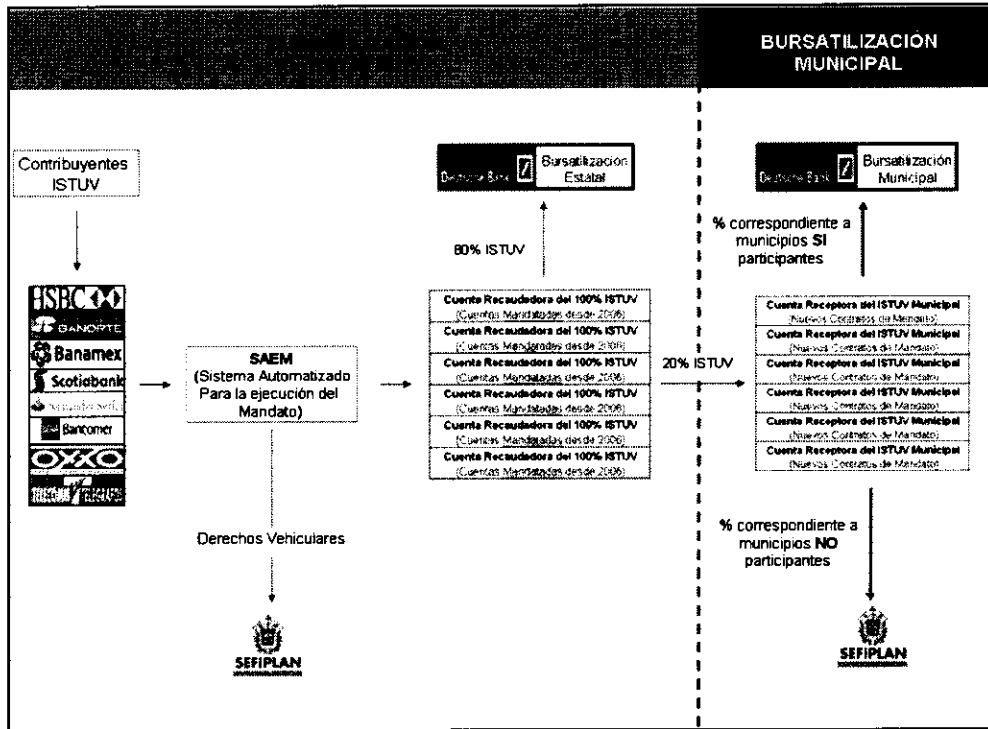 BURSATILIZACIÓN
MUNICIPAL
Contribuyentes
ISTUV
HSBC
BANORTE
Banamex
Scotiabank
Bancomer
OXXO
SAEM
(Sistema Automatizado
Para la ejecución del
Mandato)
Derechos Vehiculares
SEFIPLAN
Deutsche Bank
Bursatilización
Estatal
80% ISTUV
Cuenta Recaudadora del 100% ISTUV
(Cuentas Mandatadas desde 2006)
Cuenta Recaudadora del 100% ISTUV
(Cuentas Mandatadas desde 2006)
Cuenta Recaudadora del 100% ISTUV
(Cuentas Mandatadas desde 2006)
Cuenta Recaudadora del 100% ISTUV
(Cuentas Mandatadas desde 2006)
Cuenta Recaudadora del 100% ISTUV
(Cuentas Mandatadas desde 2006)
Cuenta Recaudadora del 100% ISTUV
(Cuentas Mandatadas desde 2006)
20% ISTUV
Deutsche Bank
Bursatilización
Municipal
% correspondiente a
municipios SI
participantes
Cuenta Receptora del ISTUV Municipal
(Nuevos Contratos de Mandato)
Cuenta Receptora del ISTUV Municipal
(Nuevos Contratos de Mandato)
Cuenta Receptora del ISTUV Municipal
(Nuevos Contratos de Mandato)
Cuenta Receptora del ISTUV Municipal
(Nuevos Contratos de Mandato)
Cuenta Receptora del ISTUV Municipal
(Nuevos Contratos de Mandato)
Cuenta Receptora del ISTUV Municipal
(Nuevos Contratos de Mandato)
% correspondiente a
municipios NO
participantes
SEFIPLAN